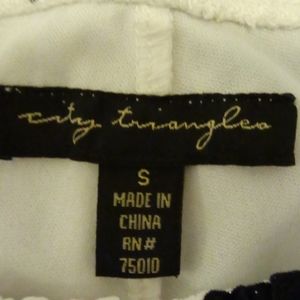 city triangles
S
MADE IN
CHINA
RN#
75010